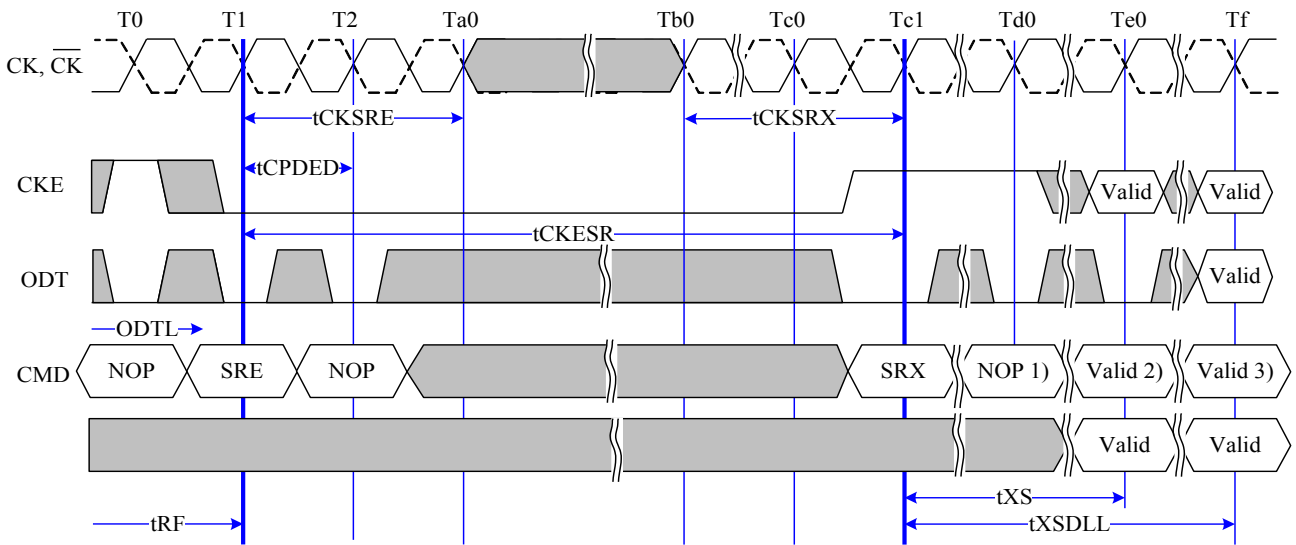 T0 T1 T2 Ta0 Tb0 Tc0 Tc1 Td0 Te0 Tf
CK, CK
tCKSRE tCKSRX
tCPDED
CKE Valid Valid
tCKESR
ODT Valid
ODTL
CMD NOP SRE NOP SRX NOP 1) Valid 2) Valid 3)
Valid Valid
tXS
tRF tXSDLL